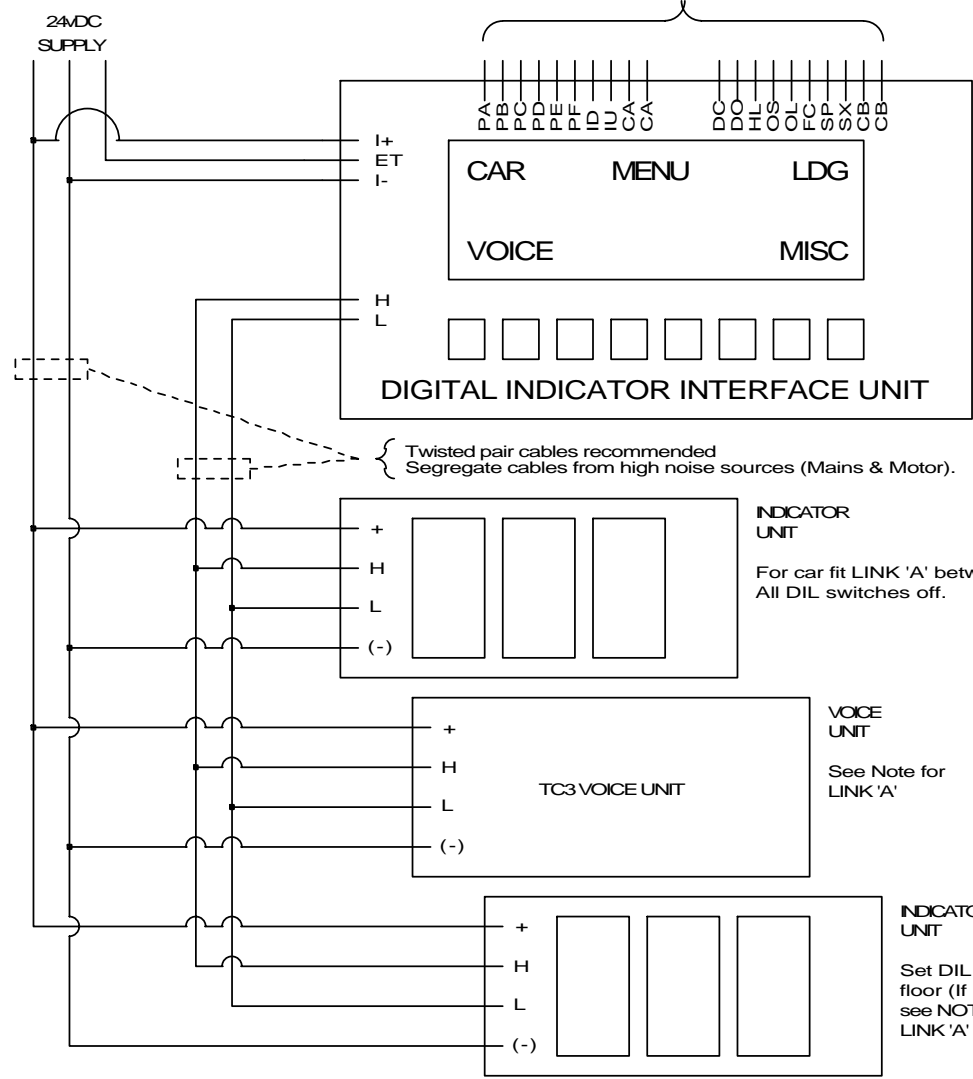 24VDC
SUPPLY
PA
PB
PC
PD
PE
PF
ID
IU
CA
CA
DC
DO
HL
OS
OL
FC
SP
SX
CB
CB
I+
ET
I-
CAR MENU LDG
VOICE MISC
H
L
DIGITAL INDICATOR INTERFACE UNIT
Twisted pair cables recommended
Segregate cables from high noise sources (Mains & Motor).
+
H
L
(-)
INDICATOR
UNIT
For car fit LINK 'A'
All DIL switches off.
+
H
L
(-)
TC3 VOICE UNIT
VOICE
UNIT
See Note for
LINK 'A'
+
H
L
(-)
UNIT
Set DIL
floor (If
see
LINK 'A'